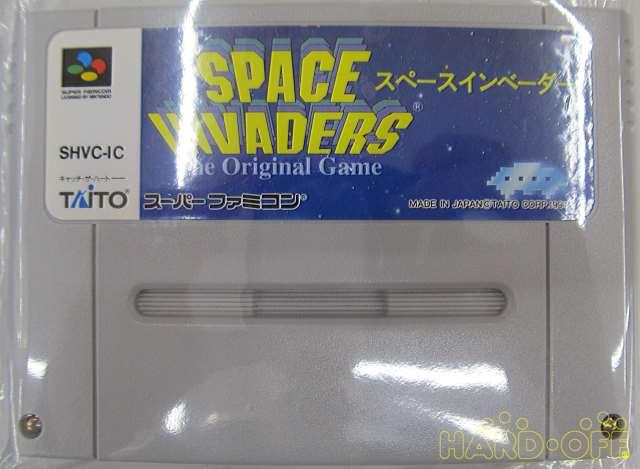 SUPER FAMICOM
LICENSED BY NINTENDO
SHVC-IC
キャッチ・ザ・ハート
TAITO®
SPACE
INVADERS®
The Original Game
スペースインベーダー
スーパーファミコン
MADE IN JAPAN©TAITO CORP.
HARD・OFF